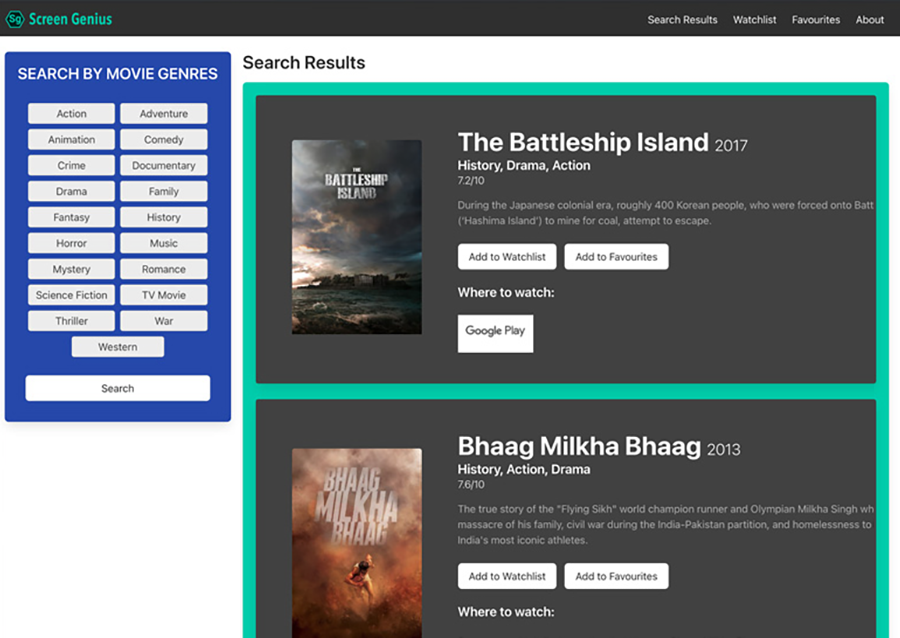 Sg Screen Genius
Search Results Watchlist Favourites About
SEARCH BY MOVIE GENRES
Action Adventure
Animation Comedy
Crime Documentary
Drama Family
Fantasy History
Horror Music
Mystery Romance
Science Fiction TV Movie
Thriller War
Western
Search
Search Results
THE
BATTLESHIP
ISLAND
The Battleship Island 2017
History, Drama, Action
7.2/10
During the Japanese colonial era, roughly 400 Korean people, who were forced onto Batt
('Hashima Island') to mine for coal, attempt to escape.
Add to Watchlist Add to Favourites
Where to watch:
Google Play
BHAAG
MILKHA
BHAAG
Bhaag Milkha Bhaag 2013
History, Action, Drama
7.6/10
The true story of the "Flying Sikh" world champion runner and Olympian Milkha Singh wh
massacre of his family, civil war during the India-Pakistan partition, and homelessness to
India's most iconic athletes.
Add to Watchlist Add to Favourites
Where to watch: